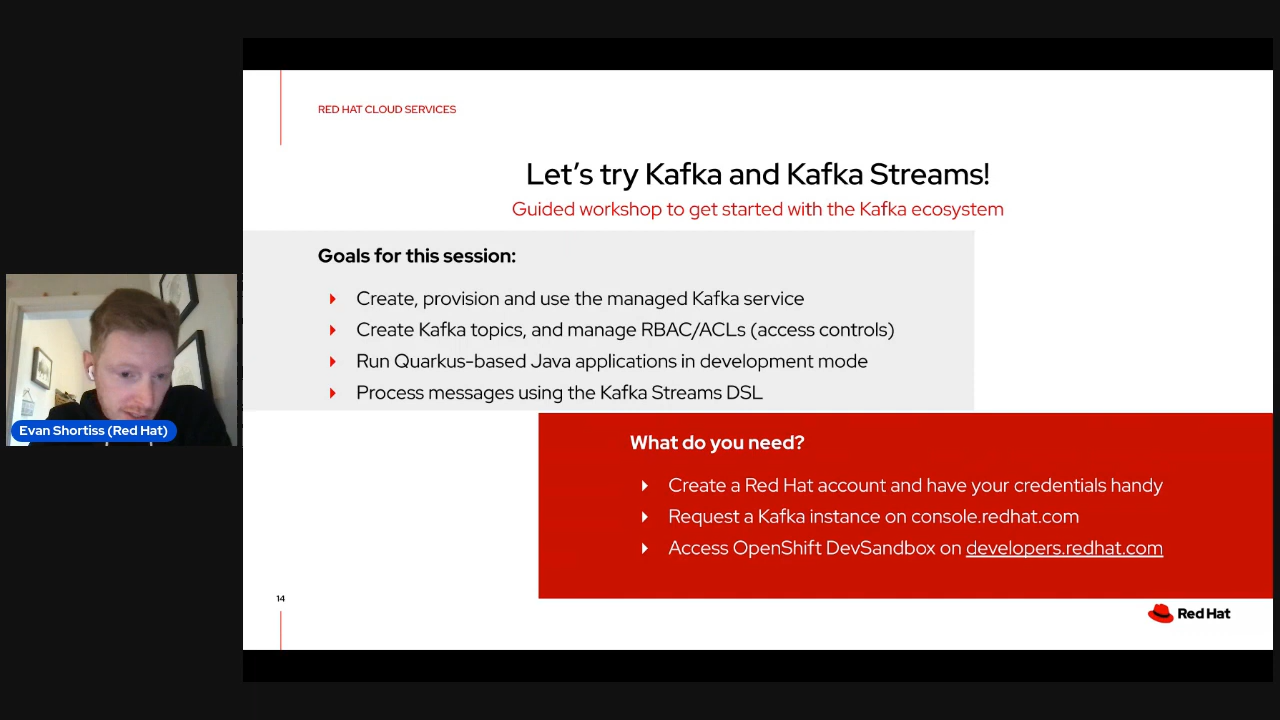 RED HAT CLOUD SERVICES
Let's try Kafka and Kafka Streams!
Guided workshop to get started with the Kafka ecosystem
Goals for this session:
Create, provision and use the managed Kafka service
Create Kafka topics, and manage RBAC/ACLs (access controls)
Run Quarkus-based Java applications in development mode
Process messages using the Kafka Streams DSL
Evan Shortiss (Red Hat)
What do you need?
Create a Red Hat account and have your credentials handy
Request a Kafka instance on console.redhat.com
Access OpenShift DevSandbox on developers.redhat.com
14
Red Hat